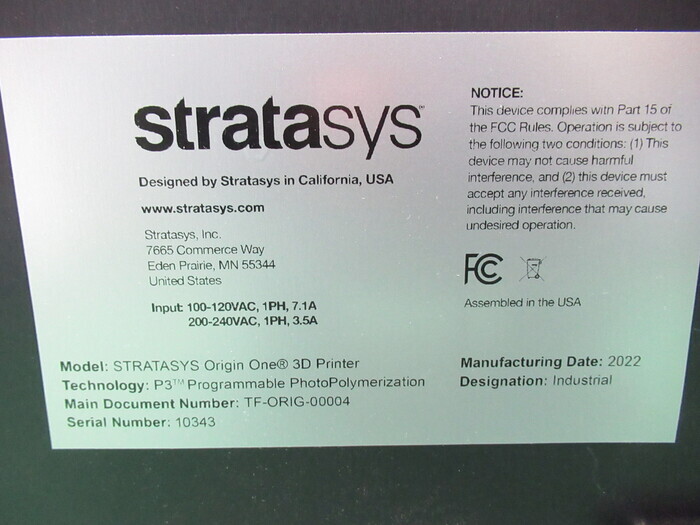 stratasys™
Designed by Stratasys in California, USA
www.stratasys.com
Stratasys, Inc.
7665 Commerce Way
Eden Prairie, MN 55344
United States
Input: 100-120VAC, 1PH, 7.1A
200-240VAC, 1PH, 3.5A
NOTICE:
This device complies with Part 15 of
the FCC Rules. Operation is subject to
the following two conditions: (1) This
device may not cause harmful
interference, and (2) this device must
accept any interference received,
including interference that may cause
undesired operation.
FC
Assembled in the USA
Model: STRATASYS Origin One® 3D Printer
Technology: P3™ Programmable PhotoPolymerization
Main Document Number: TF-ORIG-00004
Serial Number: 10343
Manufacturing Date: 2022
Designation: Industrial